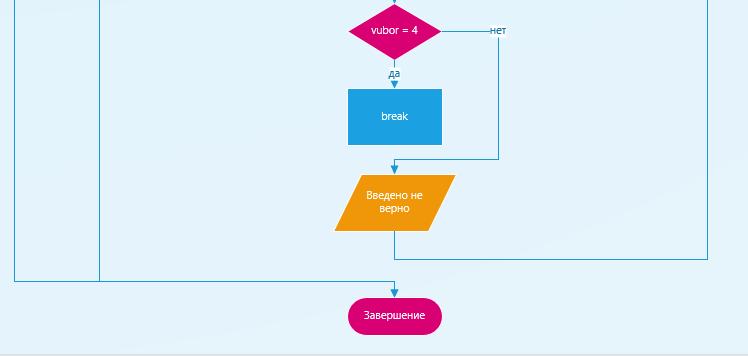 vubor = 4
нет
да
break
Введено не
верно
Завершение